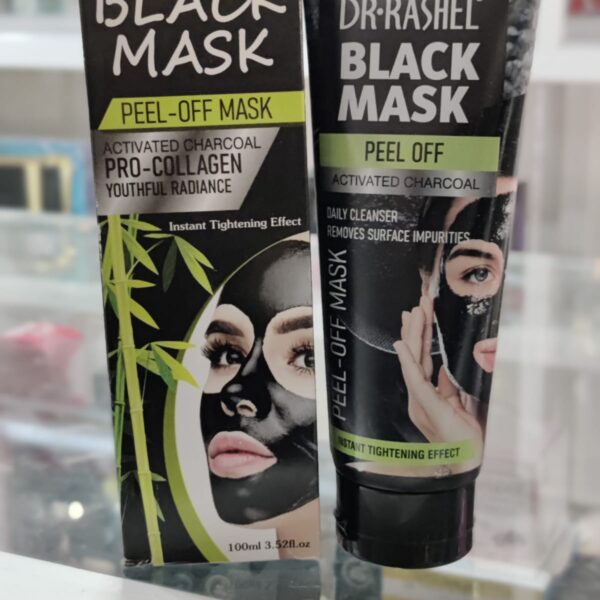 BLACK
MASK
PEEL-OFF MASK
ACTIVATED CHARCOAL
PRO-COLLAGEN
YOUTHFUL RADIANCE
Instant Tightening Effect
100ml 3.52fl.oz
DR·RASHEL
BLACK
MASK
PEEL OFF
ACTIVATED CHARCOAL
DAILY CLEANSER
REMOVES SURFACE IMPURITIES
PEEL-OFF MASK
INSTANT TIGHTENING EFFECT